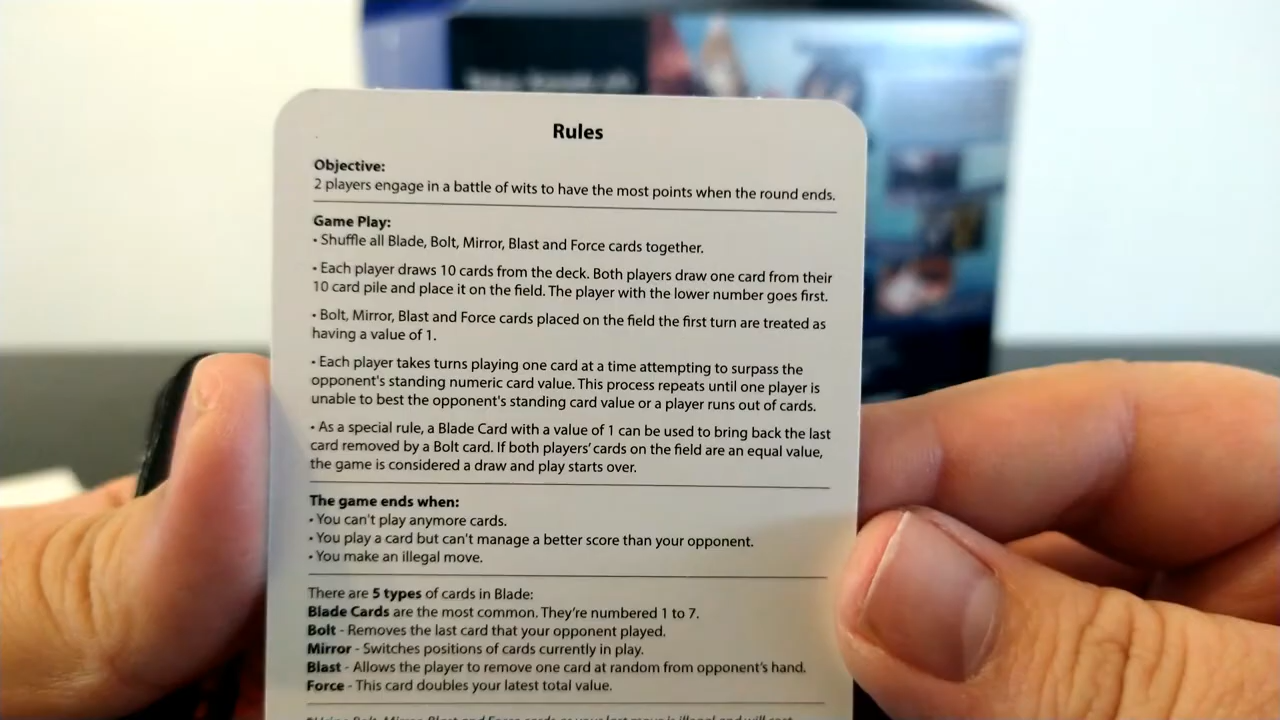 Rules
Objective:
2 players engage in a battle of wits to have the most points when the round ends.
Game Play:
• Shuffle all Blade, Bolt, Mirror, Blast and Force cards together.
• Each player draws 10 cards from the deck. Both players draw one card from their
10 card pile and place it on the field. The player with the lower number goes first.
• Bolt, Mirror, Blast and Force cards placed on the field the first turn are treated as
having a value of 1.
• Each player takes turns playing one card at a time attempting to surpass the
opponent's standing numeric card value. This process repeats until one player is
unable to best the opponent's standing card value or a player runs out of cards.
• As a special rule, a Blade Card with a value of 1 can be used to bring back the last
card removed by a Bolt card. If both players' cards on the field are an equal value,
the game is considered a draw and play starts over.
The game ends when:
• You can't play anymore cards.
• You play a card but can't manage a better score than your opponent.
• You make an illegal move.
There are 5 types of cards in Blade:
Blade Cards are the most common. They're numbered 1 to 7.
Bolt - Removes the last card that your opponent played.
Mirror - Switches positions of cards currently in play.
Blast - Allows the player to remove one card at random from opponent's hand.
Force - This card doubles your latest total value.